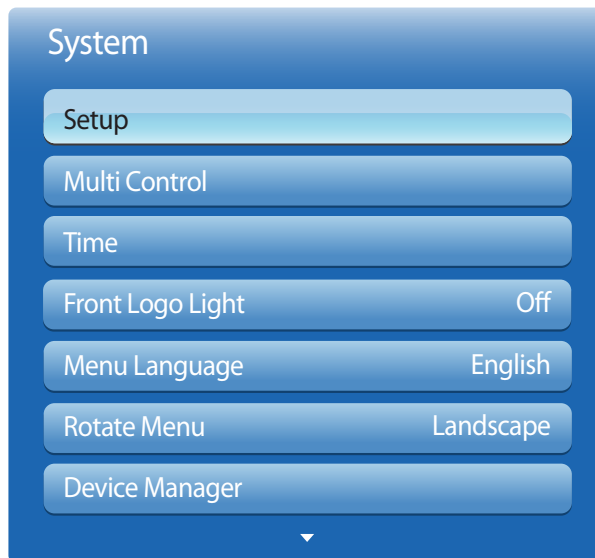 System
Setup
Multi Control
Time
Front Logo Light Off
Menu Language English
Rotate Menu Landscape
Device Manager